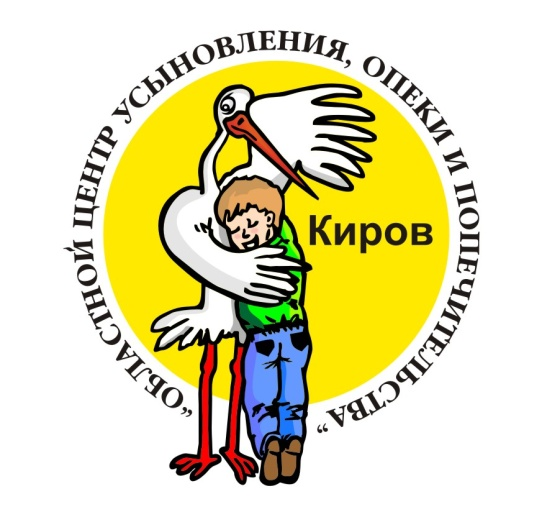 "ОБЛАСТНОЙ ЦЕНТР УСЫНОВЛЕНИЯ, ОПЕКИ И ПОПЕЧИТЕЛЬСТВА"
Киров